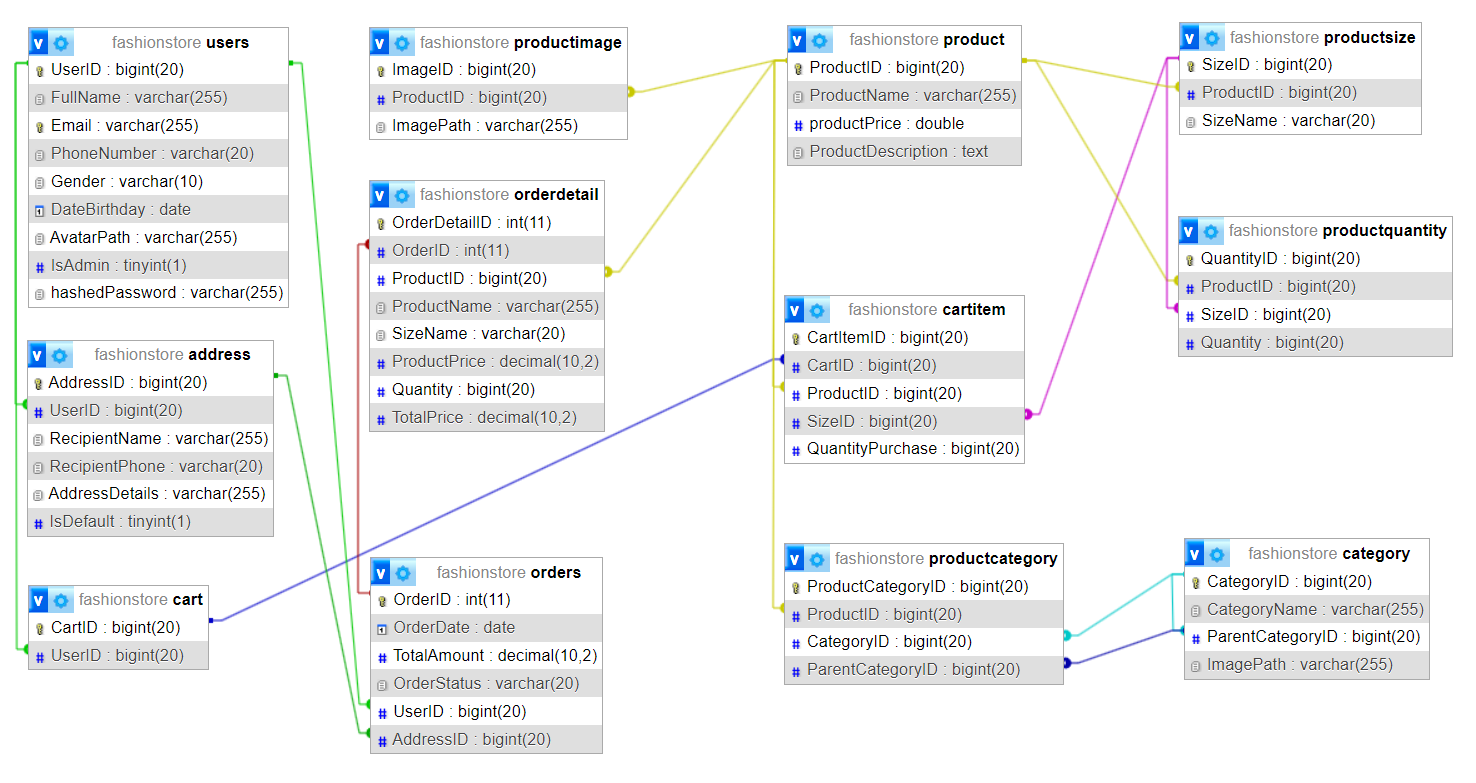 fashionstore users
UserID : bigint(20)
FullName : varchar(255)
Email : varchar(255)
PhoneNumber : varchar(20)
Gender : varchar(10)
DateBirthday : date
AvatarPath : varchar(255)
IsAdmin : tinyint(1)
hashedPassword : varchar(255)
fashionstore address
AddressID : bigint(20)
UserID : bigint(20)
RecipientName : varchar(255)
RecipientPhone : varchar(20)
AddressDetails : varchar(255)
IsDefault : tinyint(1)
fashionstore cart
CartID : bigint(20)
UserID : bigint(20)
fashionstore productimage
ImageID : bigint(20)
ProductID : bigint(20)
ImagePath : varchar(255)
fashionstore orderdetail
OrderDetailID : int(11)
OrderID : int(11)
ProductID : bigint(20)
ProductName : varchar(255)
SizeName : varchar(20)
ProductPrice : decimal(10,2)
Quantity : bigint(20)
TotalPrice : decimal(10,2)
fashionstore orders
OrderID : int(11)
OrderDate : date
TotalAmount : decimal(10,2)
OrderStatus : varchar(20)
UserID : bigint(20)
AddressID : bigint(20)
fashionstore product
ProductID : bigint(20)
ProductName : varchar(255)
productPrice : double
ProductDescription : text
fashionstore cartitem
CartItemID : bigint(20)
CartID : bigint(20)
ProductID : bigint(20)
SizeID : bigint(20)
QuantityPurchase : bigint(20)
fashionstore productcategory
ProductCategoryID : bigint(20)
ProductID : bigint(20)
CategoryID : bigint(20)
ParentCategoryID : bigint(20)
fashionstore productsize
SizeID : bigint(20)
ProductID : bigint(20)
SizeName : varchar(20)
fashionstore productquantity
QuantityID : bigint(20)
ProductID : bigint(20)
SizeID : bigint(20)
Quantity : bigint(20)
fashionstore category
CategoryID : bigint(20)
CategoryName : varchar(255)
ParentCategoryID : bigint(20)
ImagePath : varchar(255)